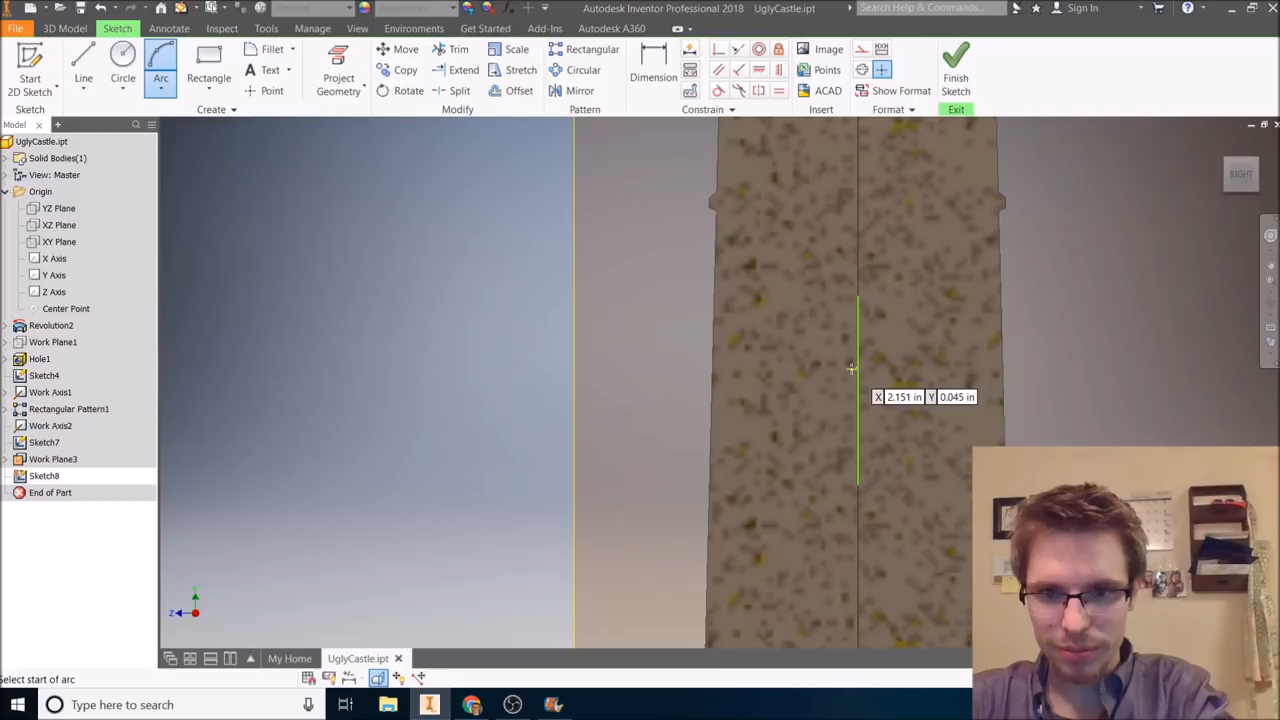 Autodesk Inventor Professional 2018 UglyCastle.ipt
Search Help & Commands...
Sign In
File 3D Model Sketch Annotate Inspect Tools Manage View Environments Get Started Add-Ins Autodesk A360
Start
2D Sketch
Line
Circle
Arc
Rectangle
Fillet
Text
Point
Project
Geometry
Move
Copy
Rotate
Trim
Extend
Split
Scale
Stretch
Offset
Rectangular
Circular
Mirror
Dimension
Image
Points
ACAD
Show Format
Finish
Sketch
Sketch Create Modify Pattern Constrain Insert Format Exit
Model
UglyCastle.ipt
Solid Bodies(1)
View: Master
Origin
YZ Plane
XZ Plane
XY Plane
X Axis
Y Axis
Z Axis
Center Point
Revolution2
Work Plane1
Hole1
Sketch4
Work Axis1
Rectangular Pattern1
Work Axis2
Sketch7
Work Plane3
Sketch8
End of Part
RIGHT
X 2.151 in Y 0.045 in
Z
My Home UglyCastle.ipt
Select start of arc
Type here to search